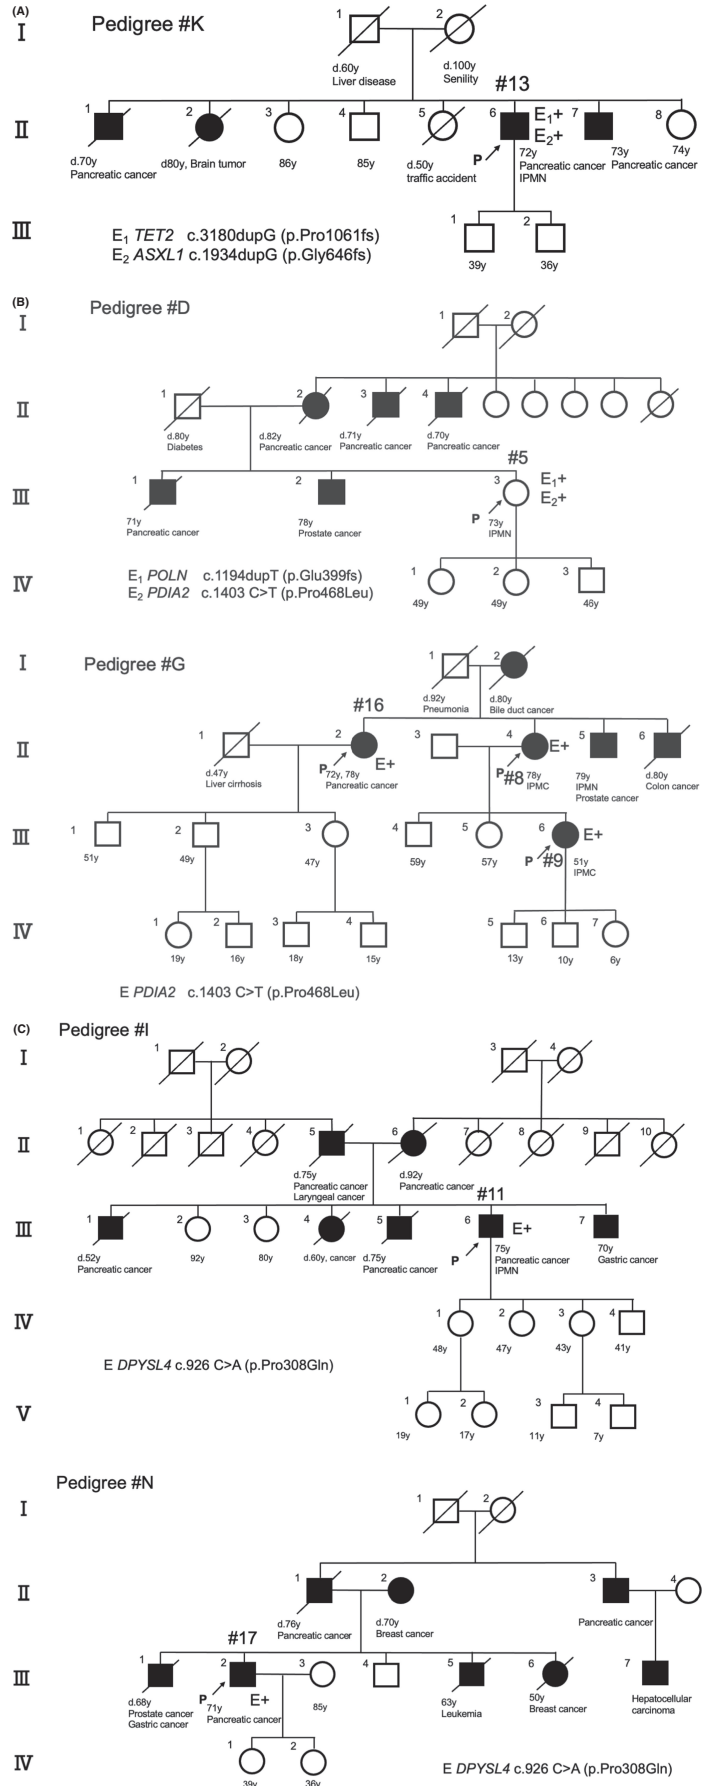 (A)
Pedigree #K
I
1 2
d.60y
Liver disease
d.100y
Senility
#13
II
1 2 3 4 5 6 7 8
E1+
E2+
P
d.70y
Pancreatic cancer
d80y, Brain tumor
86y
85y
d.50y
traffic accident
72y
Pancreatic cancer
IPMN
73y
Pancreatic cancer
74y
III
1 2
39y 36y
E1 TET2 c.3180dupG (p.Pro1061fs)
E2 ASXL1 c.1934dupG (p.Gly646fs)
(B)
Pedigree #D
I
1 2
II
1 2 3 4
d.80y
Diabetes
d.82y
Pancreatic cancer
d.71y
Pancreatic cancer
d.70y
Pancreatic cancer
#5
III
1 2 3
E1+
E2+
P
71y
Pancreatic cancer
78y
Prostate cancer
73y
IPMN
IV
1 2 3
49y 49y 46y
E1 POLN c.1194dupT (p.Glu399fs)
E2 PDIA2 c.1403 C>T (p.Pro468Leu)
Pedigree #G
I
1 2
d.92y
Pneumonia
d.80y
Bile duct cancer
#16
II
1 2 3 4 5 6
E+
E+
P
P
#8
d.47y
Liver cirrhosis
72y, 78y
Pancreatic cancer
78y
IPMC
79y
IPMN
Prostate cancer
d.80y
Colon cancer
III
1 2 3 4 5 6
E+
P
#9
51y 49y 47y 59y 57y
51y
IPMC
IV
1 2 3 4 5 6 7
19y 16y 18y 15y 13y 10y 6y
E PDIA2 c.1403 C>T (p.Pro468Leu)
(C)
Pedigree #I
I
1 2 3 4
II
1 2 3 4 5 6 7 8 9 10
d.75y
Pancreatic cancer
Laryngeal cancer
d.92y
Pancreatic cancer
#11
III
1 2 3 4 5 6 7
E+
P
d.52y
Pancreatic cancer
92y
80y
d.60y, cancer
d.75y
Pancreatic cancer
75y
Pancreatic cancer
IPMN
70y
Gastric cancer
IV
1 2 3 4
48y 47y 43y 41y
E DPYSL4 c.926 C>A (p.Pro308Gln)
V
1 2 3 4
19y 17y 11y 7y
Pedigree #N
I
1 2
II
1 2 3 4
d.76y
Pancreatic cancer
d.70y
Breast cancer
Pancreatic cancer
#17
III
1 2 3 4 5 6 7
E+
P
d.68y
Prostate cancer
Gastric cancer
71y
Pancreatic cancer
85y
63y
Leukemia
50y
Breast cancer
Hepatocellular
carcinoma
IV
1 2
39y 36y
E DPYSL4 c.926 C>A (p.Pro308Gln)